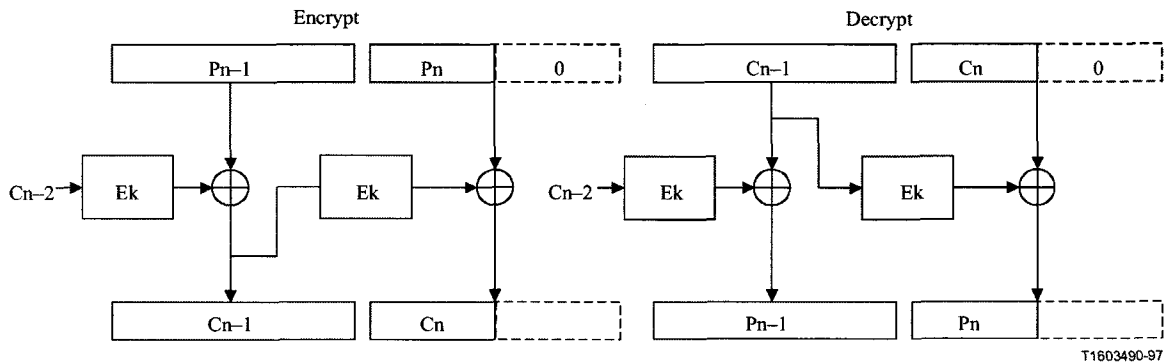 Encrypt
Decrypt
Pn–1 Pn 0 Cn–1 Cn 0
Cn–2 Ek Ek Cn–2 Ek Ek
Cn–1 Cn Pn–1 Pn
T1603490-97